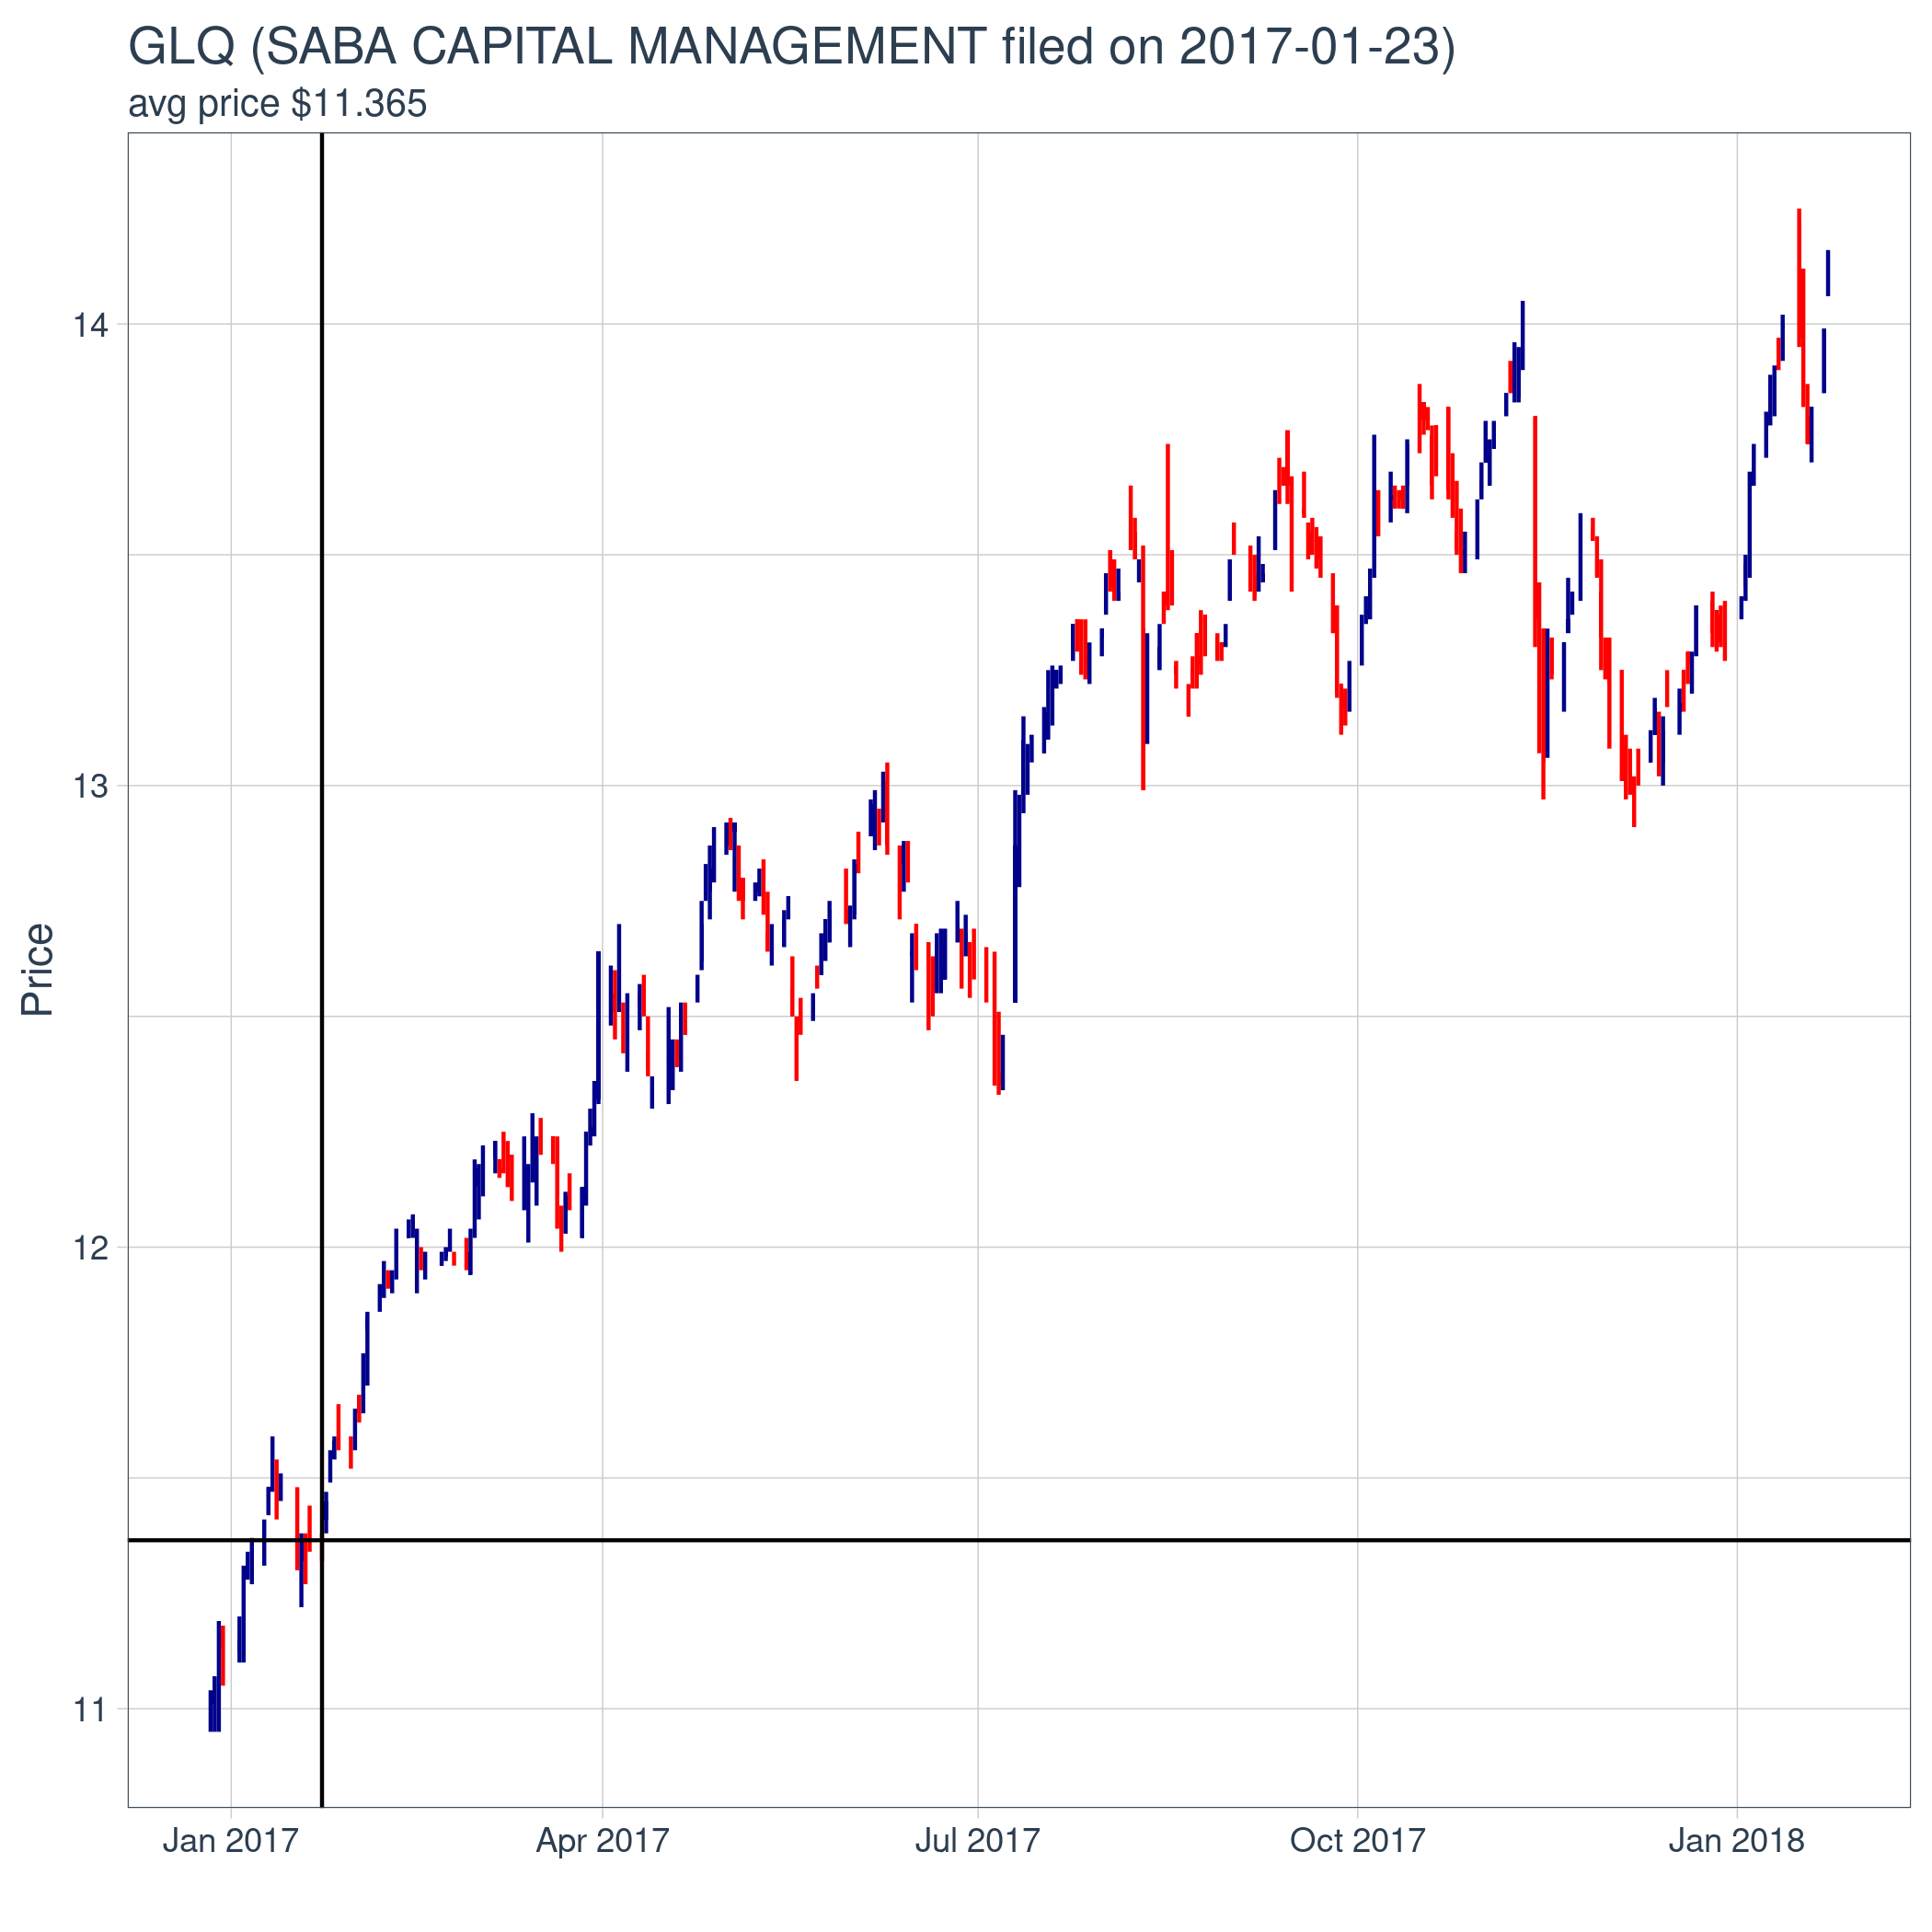 GLQ (SABA CAPITAL MANAGEMENT filed on 2017-01-23)
avg price $11.365
Price
14
13
12
11
Jan 2017
Apr 2017
Jul 2017
Oct 2017
Jan 2018